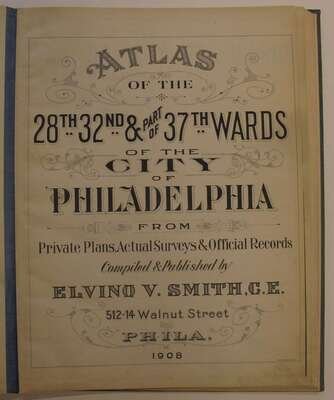 ATLAS
OF THE
28TH 32ND & PART OF 37TH WARDS
OF THE
CITY
OF
PHILADELPHIA
FROM
Private Plans, Actual Surveys & Official Records
Compiled & Published by
ELVINO V. SMITH, C.E.
512-14 Walnut Street
PHILA.
1908